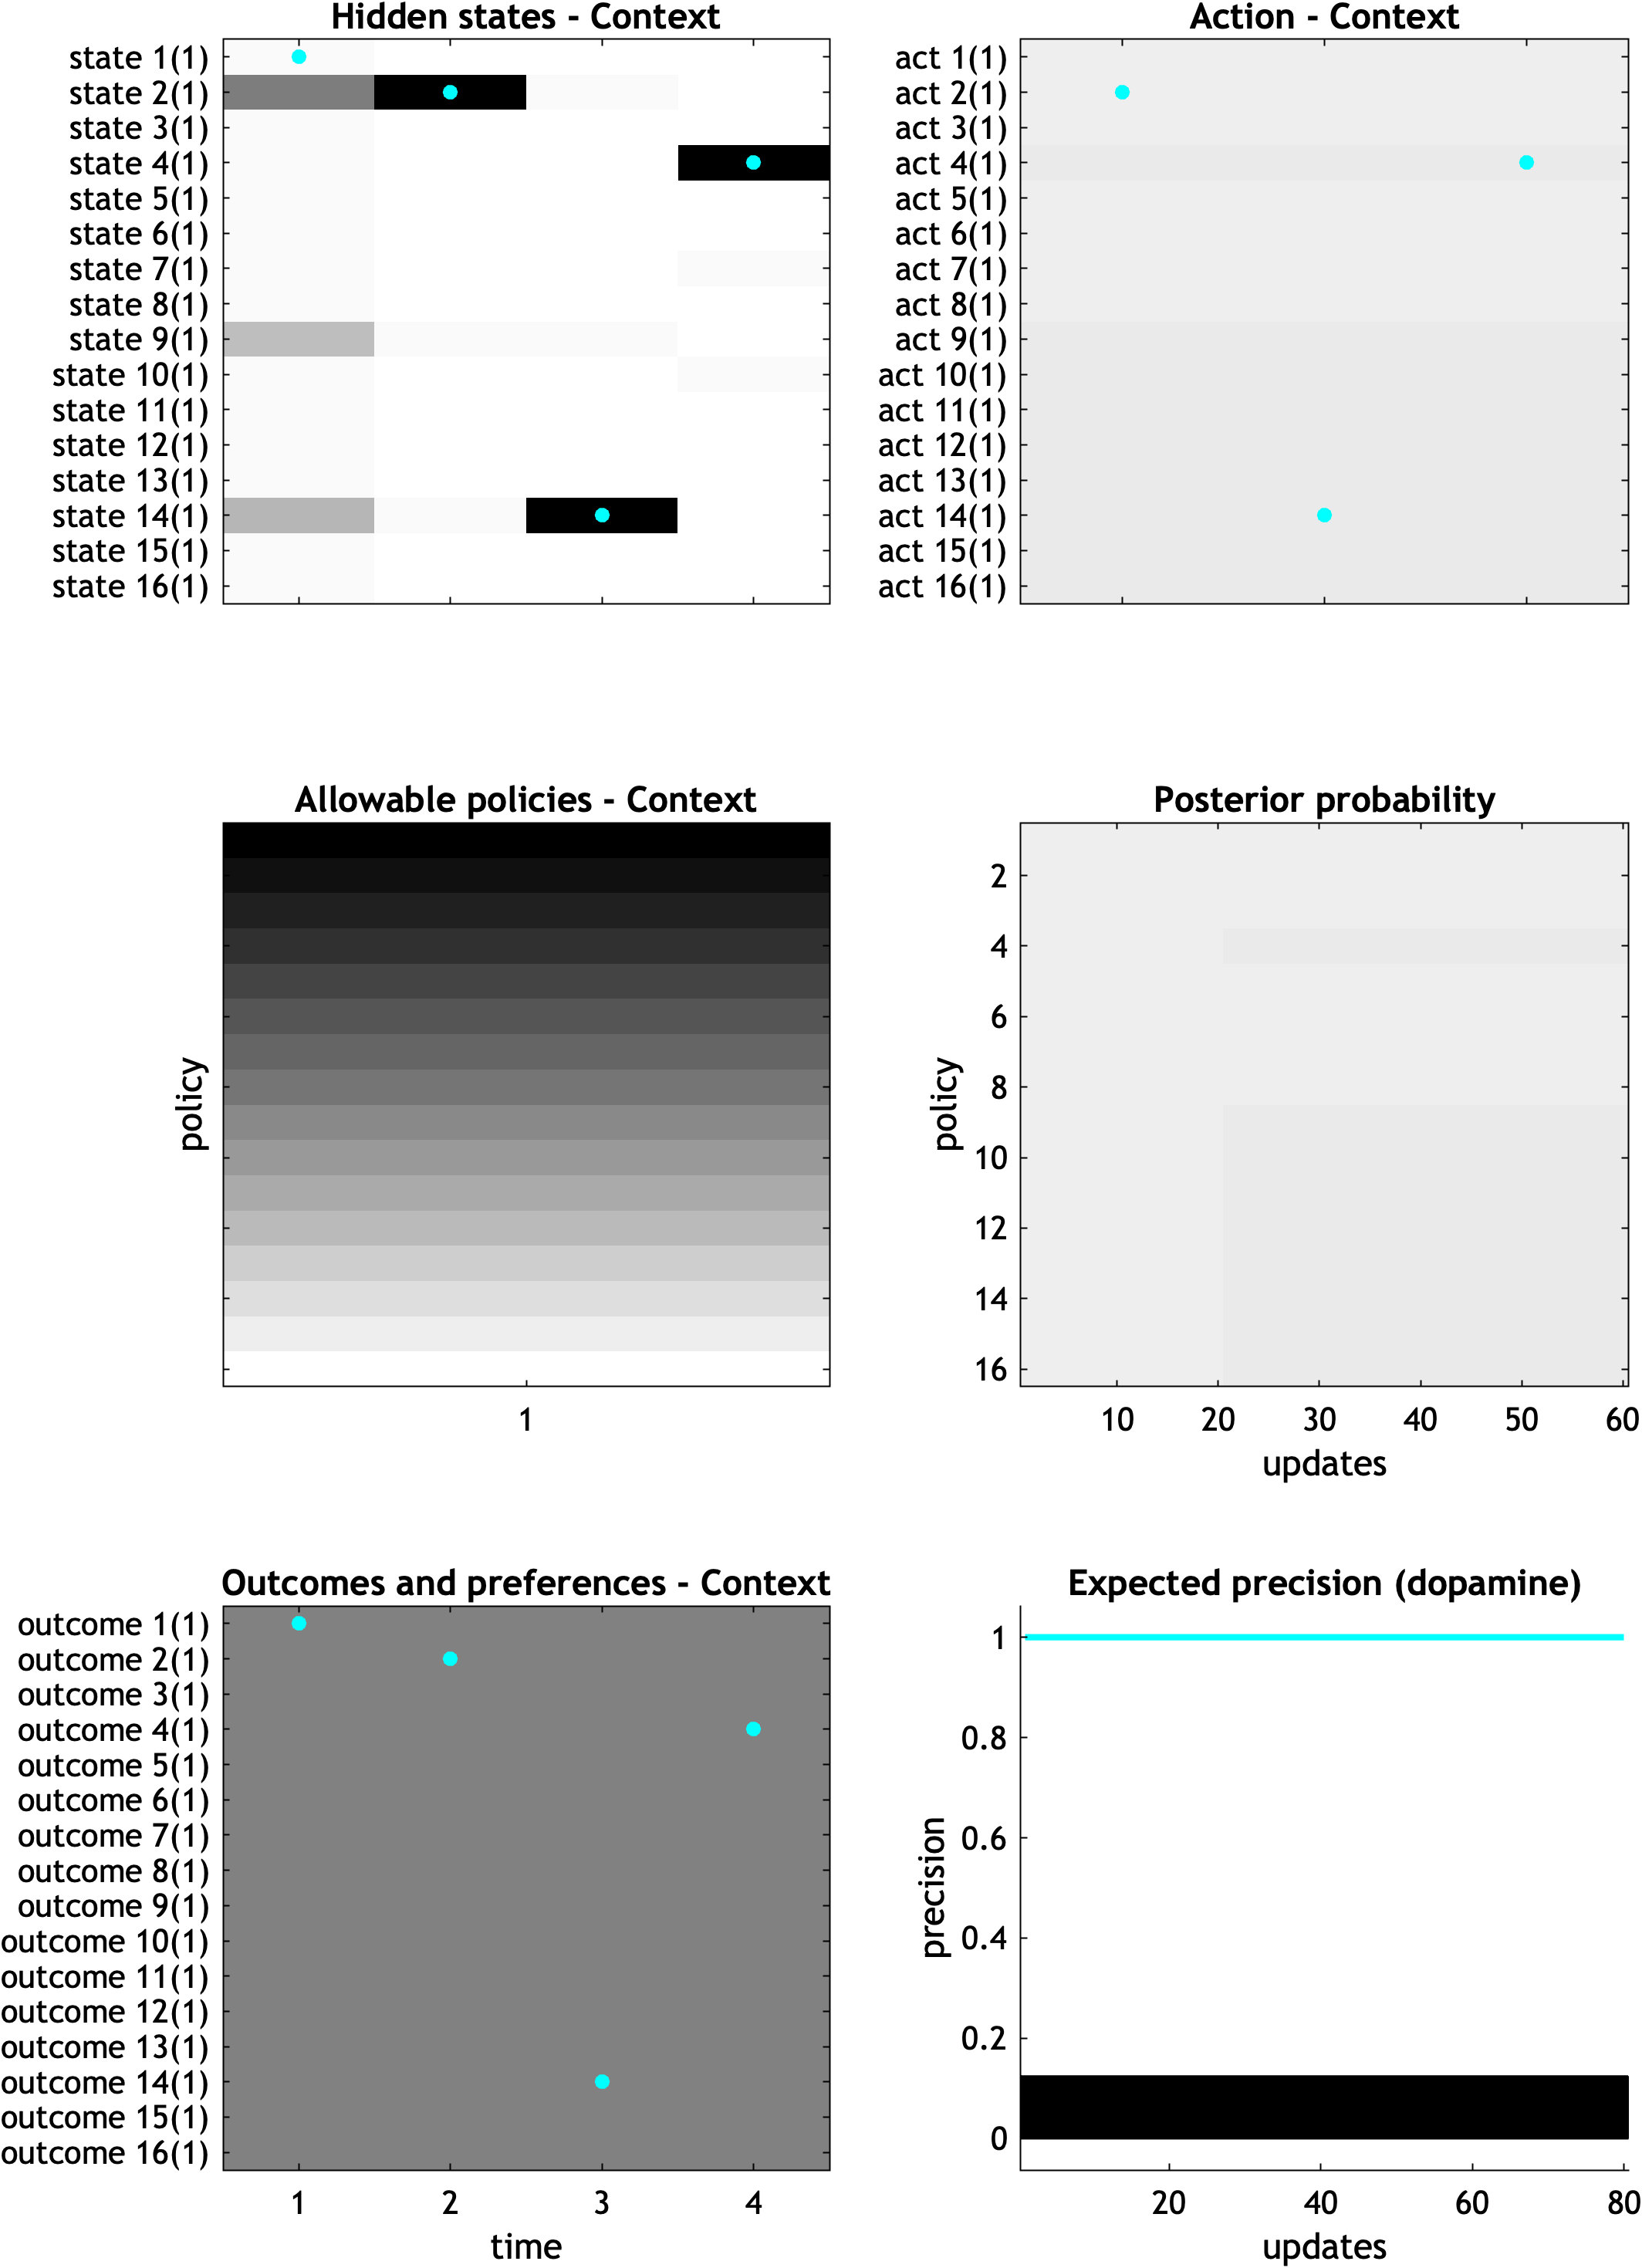 Hidden states - Context
state 1(1)
state 2(1)
state 3(1)
state 4(1)
state 5(1)
state 6(1)
state 7(1)
state 8(1)
state 9(1)
state 10(1)
state 11(1)
state 12(1)
state 13(1)
state 14(1)
state 15(1)
state 16(1)
Action - Context
act 1(1)
act 2(1)
act 3(1)
act 4(1)
act 5(1)
act 6(1)
act 7(1)
act 8(1)
act 9(1)
act 10(1)
act 11(1)
act 12(1)
act 13(1)
act 14(1)
act 15(1)
act 16(1)
Allowable policies - Context
policy
1
Posterior probability
policy
2
4
6
8
10
12
14
16
10 20 30 40 50 60
updates
Outcomes and preferences - Context
outcome 1(1)
outcome 2(1)
outcome 3(1)
outcome 4(1)
outcome 5(1)
outcome 6(1)
outcome 7(1)
outcome 8(1)
outcome 9(1)
outcome 10(1)
outcome 11(1)
outcome 12(1)
outcome 13(1)
outcome 14(1)
outcome 15(1)
outcome 16(1)
1 2 3 4
time
Expected precision (dopamine)
precision
1
0.8
0.6
0.4
0.2
0
20 40 60 80
updates